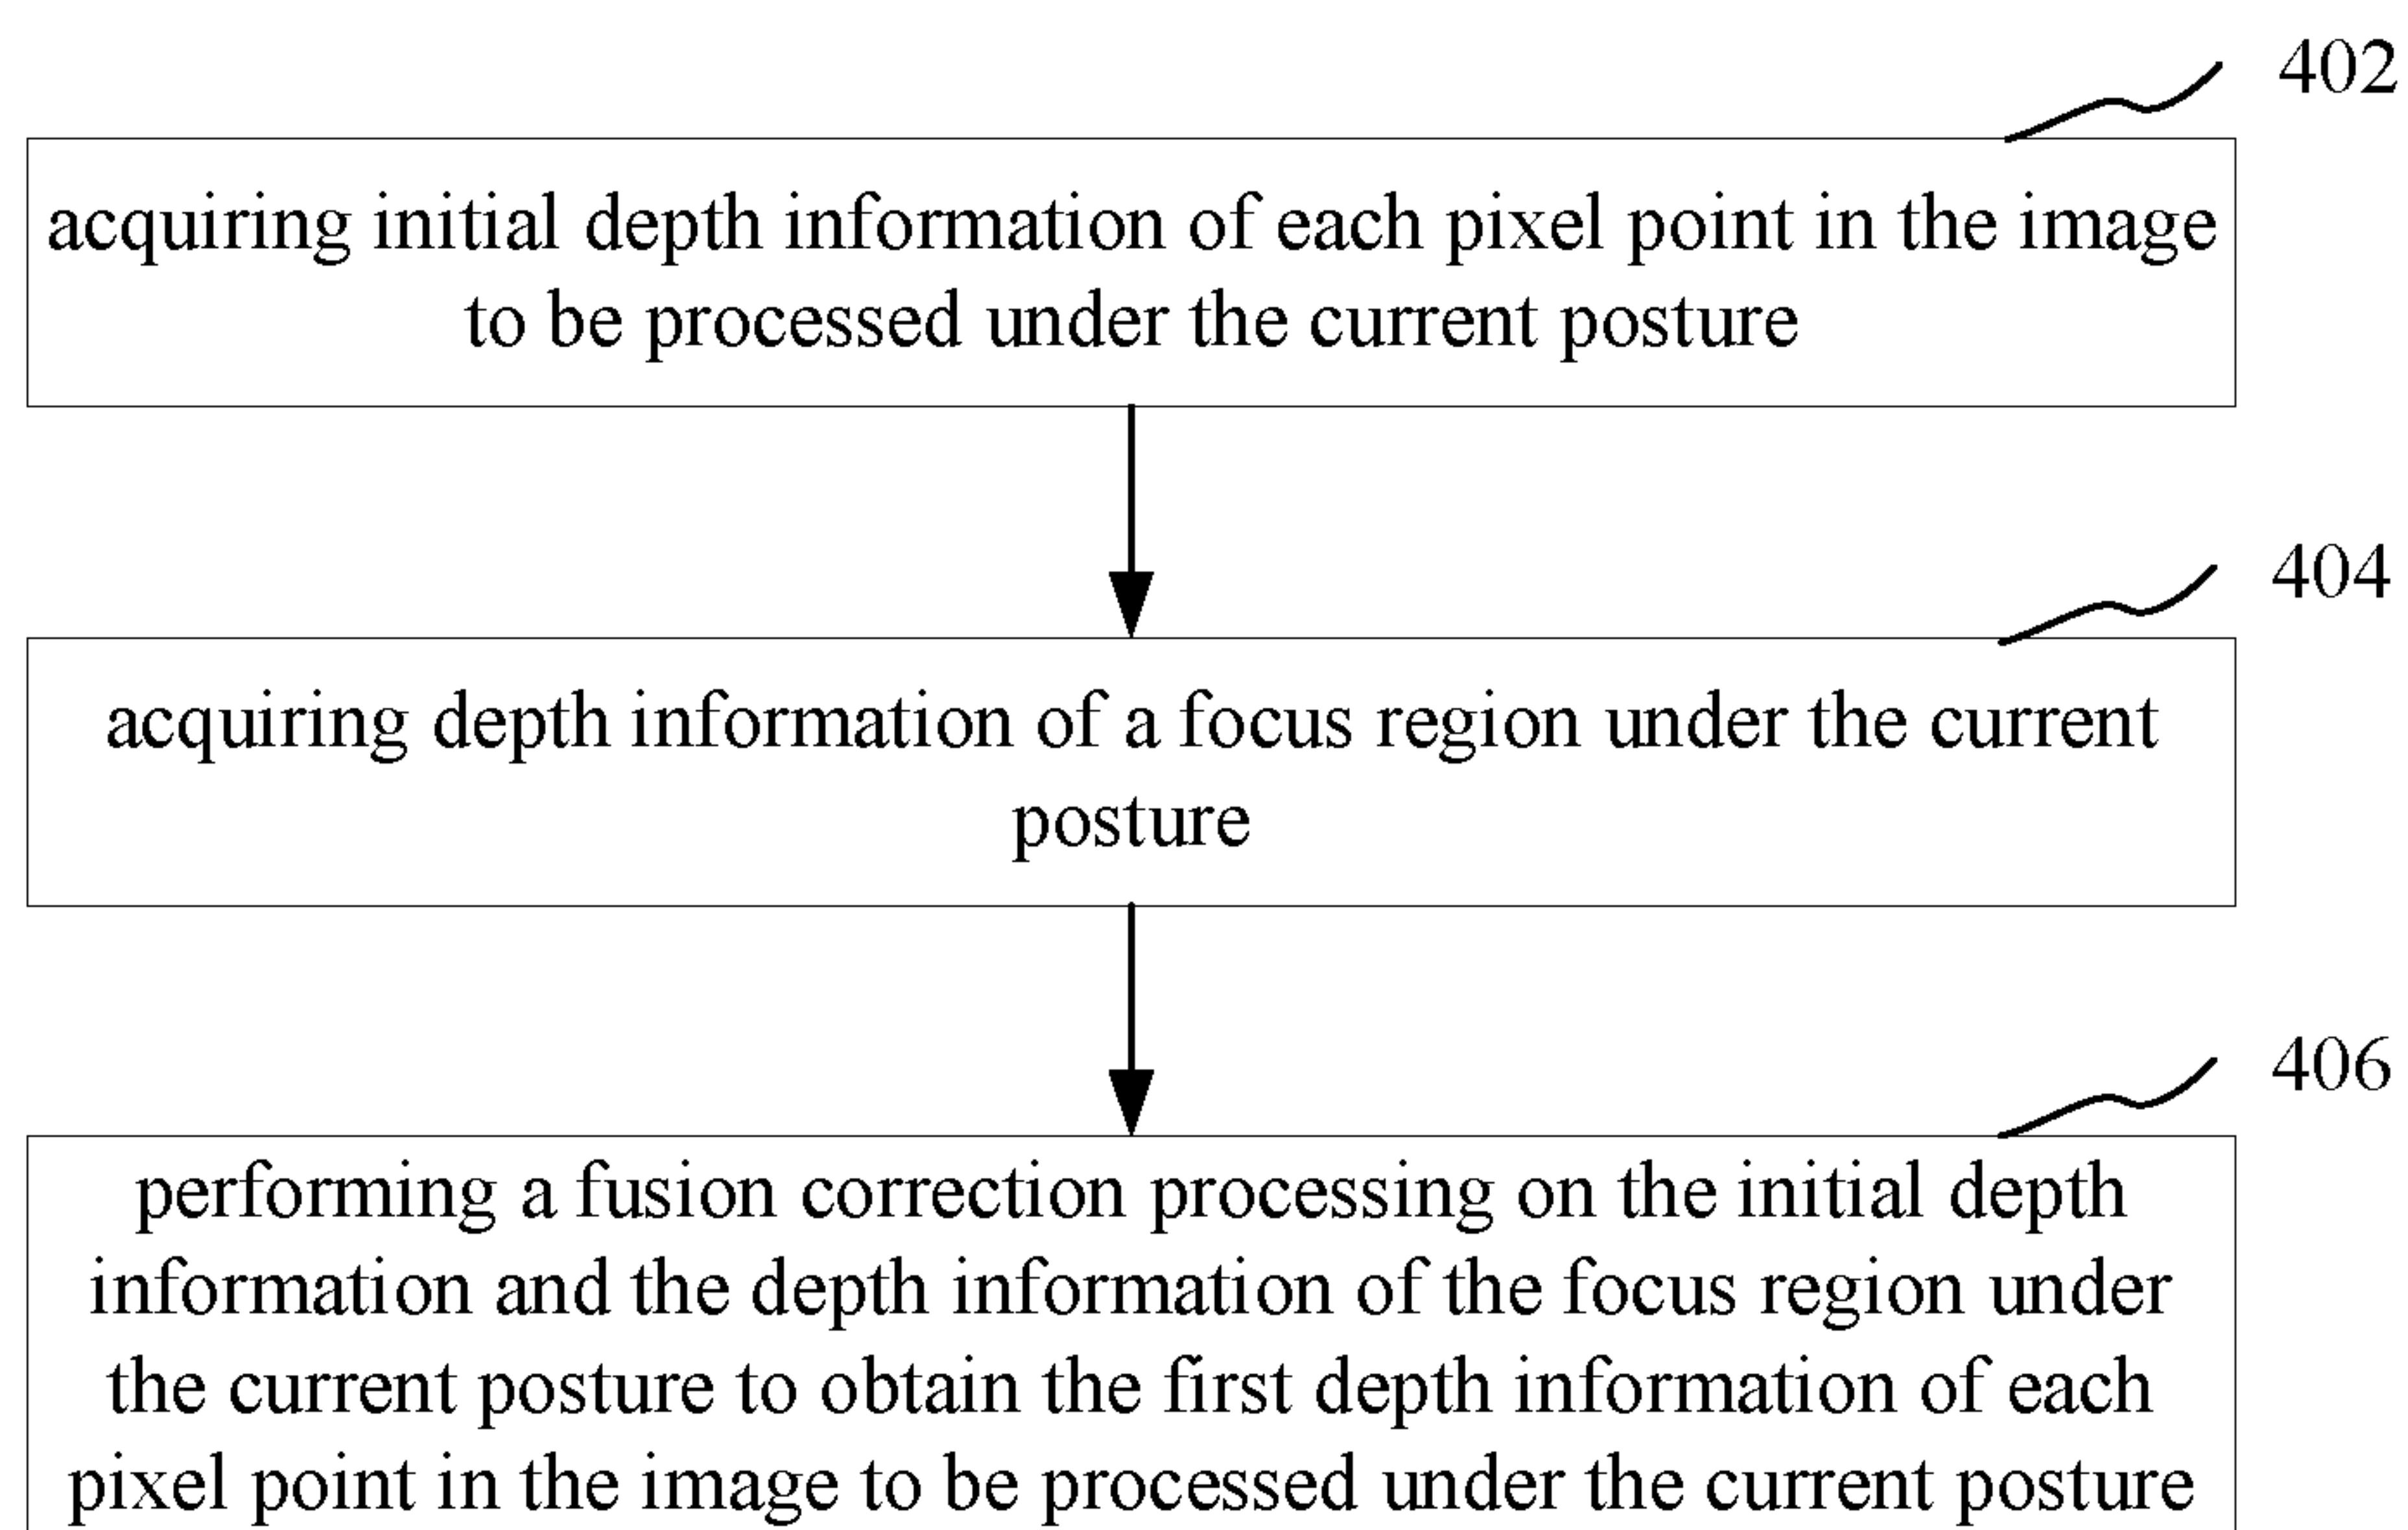 402
acquiring initial depth information of each pixel point in the image
to be processed under the current posture
404
acquiring depth information of a focus region under the current
posture
406
performing a fusion correction processing on the initial depth
information and the depth information of the focus region under
the current posture to obtain the first depth information of each
pixel point in the image to be processed under the current posture